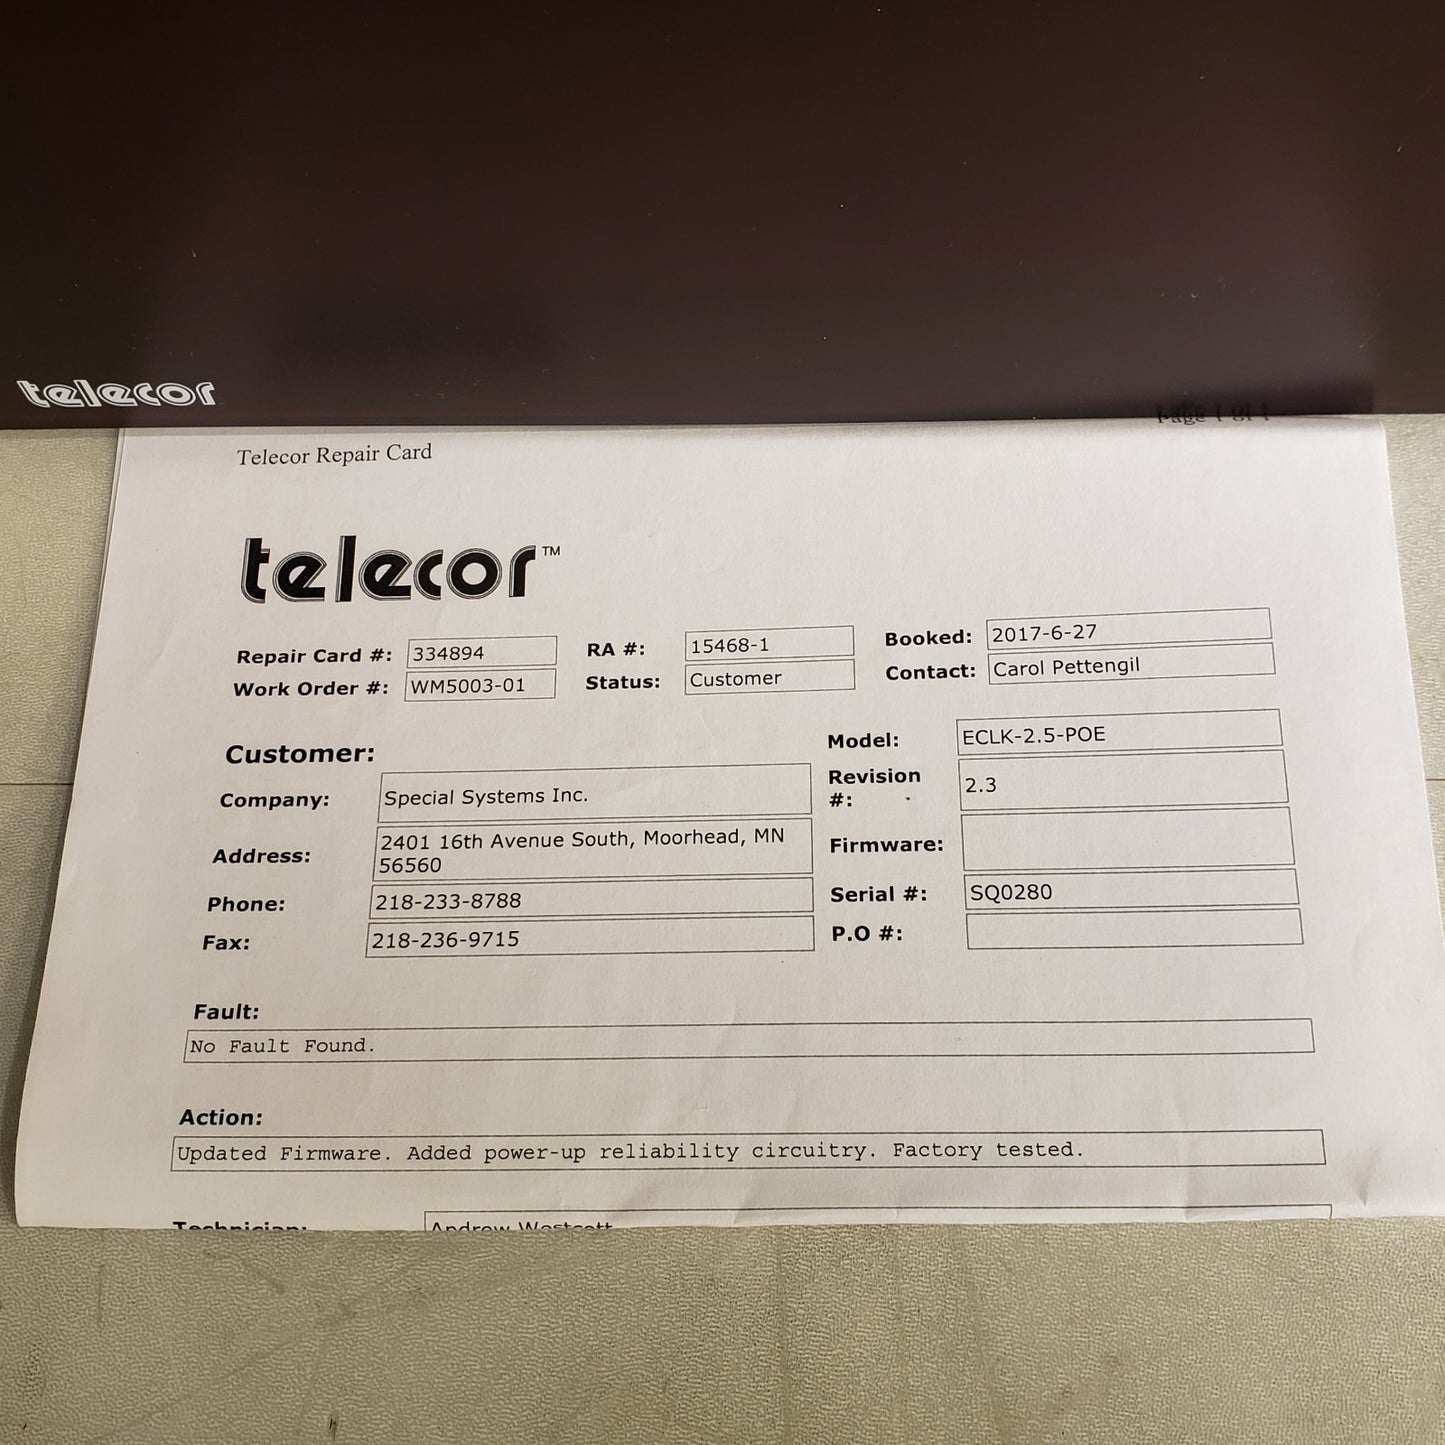 telecor
Page 1 of 1
Telecor Repair Card
telecor™
Repair Card #: 334894 RA #: 15468-1 Booked: 2017-6-27
Work Order #: WM5003-01 Status: Customer Contact: Carol Pettengil
Customer:
Company: Special Systems Inc.
Address: 2401 16th Avenue South, Moorhead, MN
56560
Phone: 218-233-8788
Fax: 218-236-9715
Model: ECLK-2.5-POE
Revision
#: 2.3
Firmware:
Serial #: SQ0280
P.O #:
Fault:
No Fault Found.
Action:
Updated Firmware. Added power-up reliability circuitry. Factory tested.
Technician: Andrew Westcott